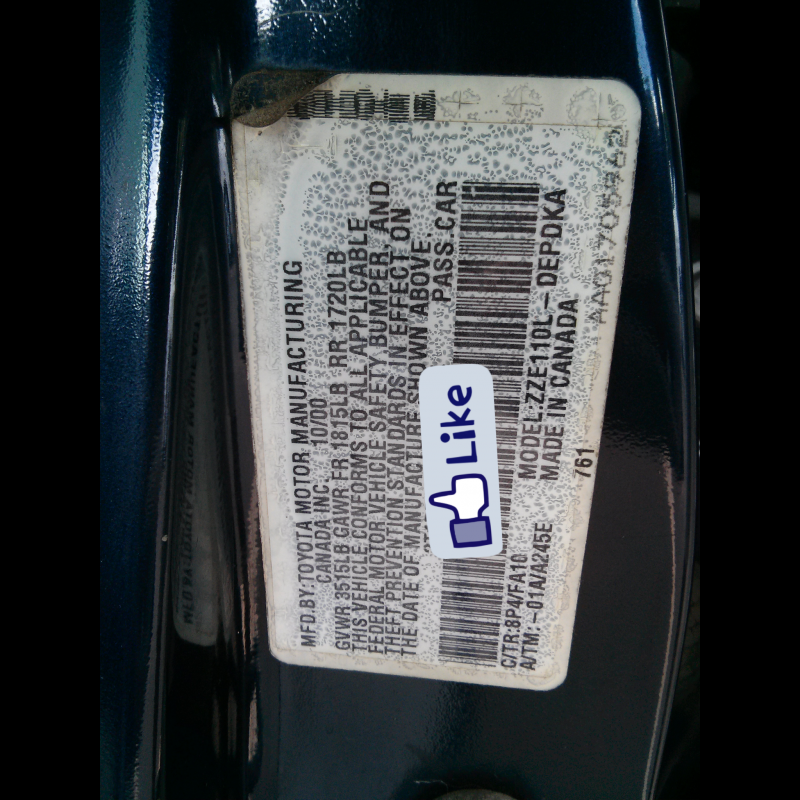 MFD.BY:TOYOTA MOTOR MANUFACTURING
CANADA INC. 10/00
GVWR 3515LB GAWR FR 1815LB RR 1720LB
THIS VEHICLE CONFORMS TO ALL APPLICABLE
FEDERAL MOTOR VEHICLE SAFETY, BUMPER, AND
THEFT PREVENTION STANDARDS IN EFFECT ON
THE DATE OF MANUFACTURE SHOWN ABOVE.
PASS.CAR
Like
C/TR:8P4/FA10 MODEL:ZZE110L-DEPDKA
A/TM:-01A/A245E MADE IN CANADA
761